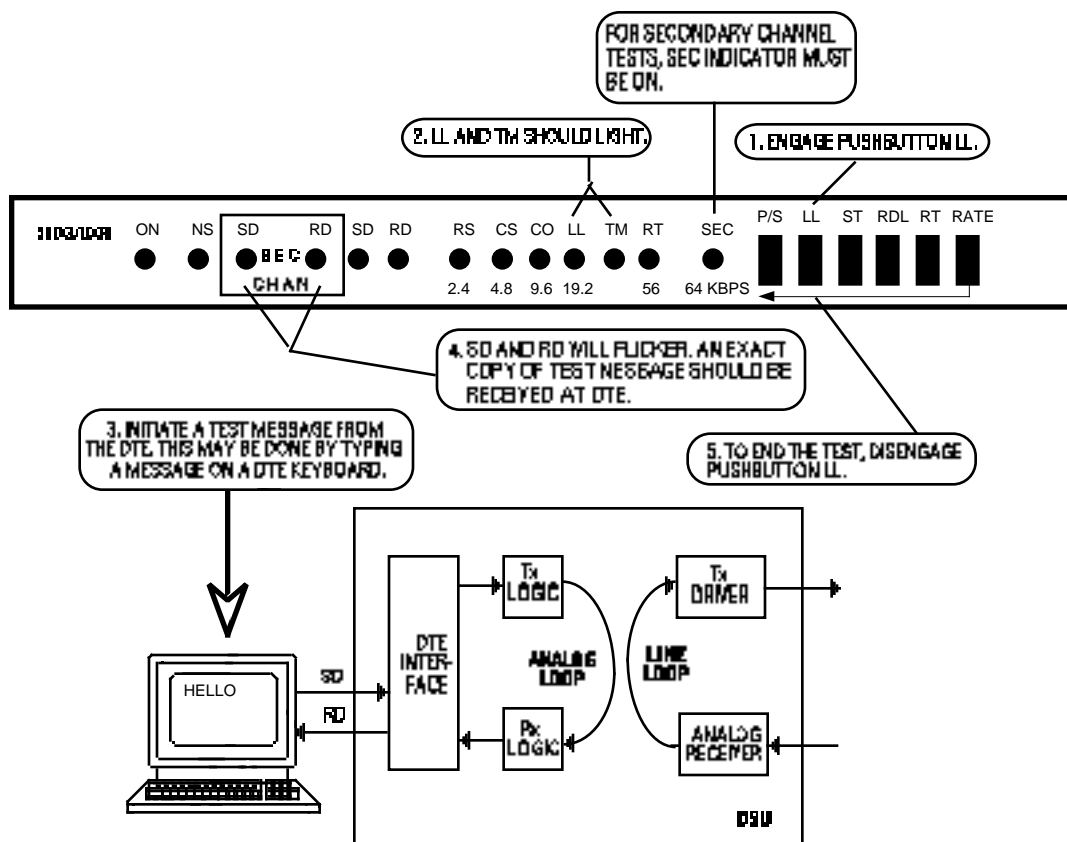 FOR SECONDARY CHANNEL
TESTS, SEC INDICATOR MUST
BE ON.
2. LL AND TM SHOULD LIGHT.
1. ENGAGE PUSHBUTTON LL.
P/S LL ST RDL RT RATE
ON NS SD RD SD RD RS CS CO LL TM RT SEC
SEC
CHAN
2.4 4.8 9.6 19.2 56 64 KBPS
4. SD AND RD WILL FLICKER. AN EXACT
COPY OF TEST MESSAGE SHOULD BE
RECEIVED AT DTE.
3. INITIATE A TEST MESSAGE FROM
THE DTE. THIS MAY BE DONE BY TYPING
A MESSAGE ON A DTE KEYBOARD.
5. TO END THE TEST, DISENGAGE
PUSHBUTTON LL.
Tx
LOGIC
Tx
DRIVER
DTE
INTER-
FACE
ANALOG
LOOP
LINE
LOOP
HELLO
SD
RD
Rx
LOGIC
ANALOG
RECEIVER
DSU